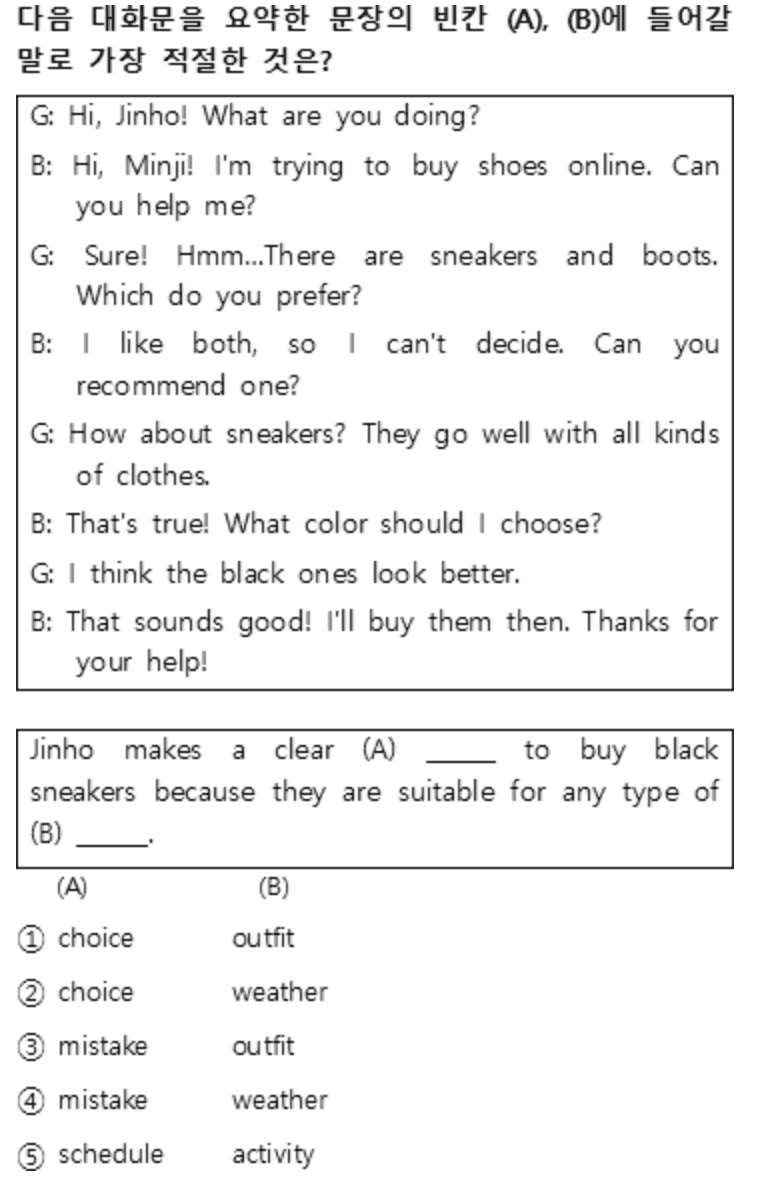 다음 대화문을 요약한 문장의 빈칸 (A), (B)에 들어갈
말로 가장 적절한 것은?
G: Hi, Jinho! What are you doing?
B: Hi, Minji! I'm trying to buy shoes online. Can
you help me?
G: Sure! Hmm...There are sneakers and boots.
Which do you prefer?
B: I like both, so I can't decide. Can you
recommend one?
G: How about sneakers? They go well with all kinds
of clothes.
B: That's true! What color should I choose?
G: I think the black ones look better.
B: That sounds good! I'll buy them then. Thanks for
your help!
Jinho makes a clear (A) _____ to buy black
sneakers because they are suitable for any type of
(B) _____.
(A) (B)
① choice outfit
② choice weather
③ mistake outfit
④ mistake weather
⑤ schedule activity